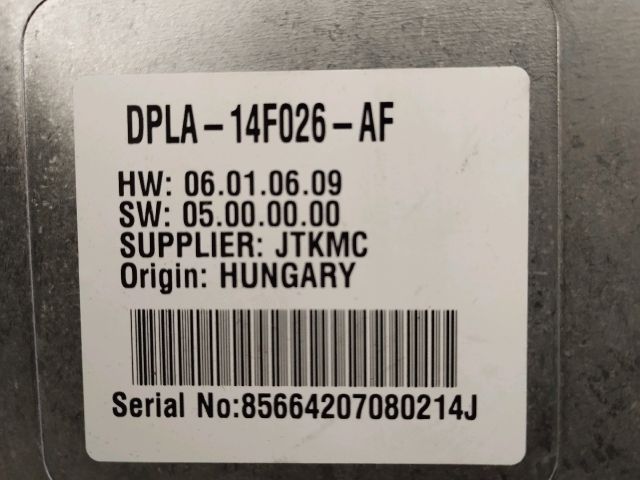 DPLA-14F026-AF
HW: 06.01.06.09
SW: 05.00.00.00
SUPPLIER: JTKMC
Origin: HUNGARY
Serial No:85664207080214J